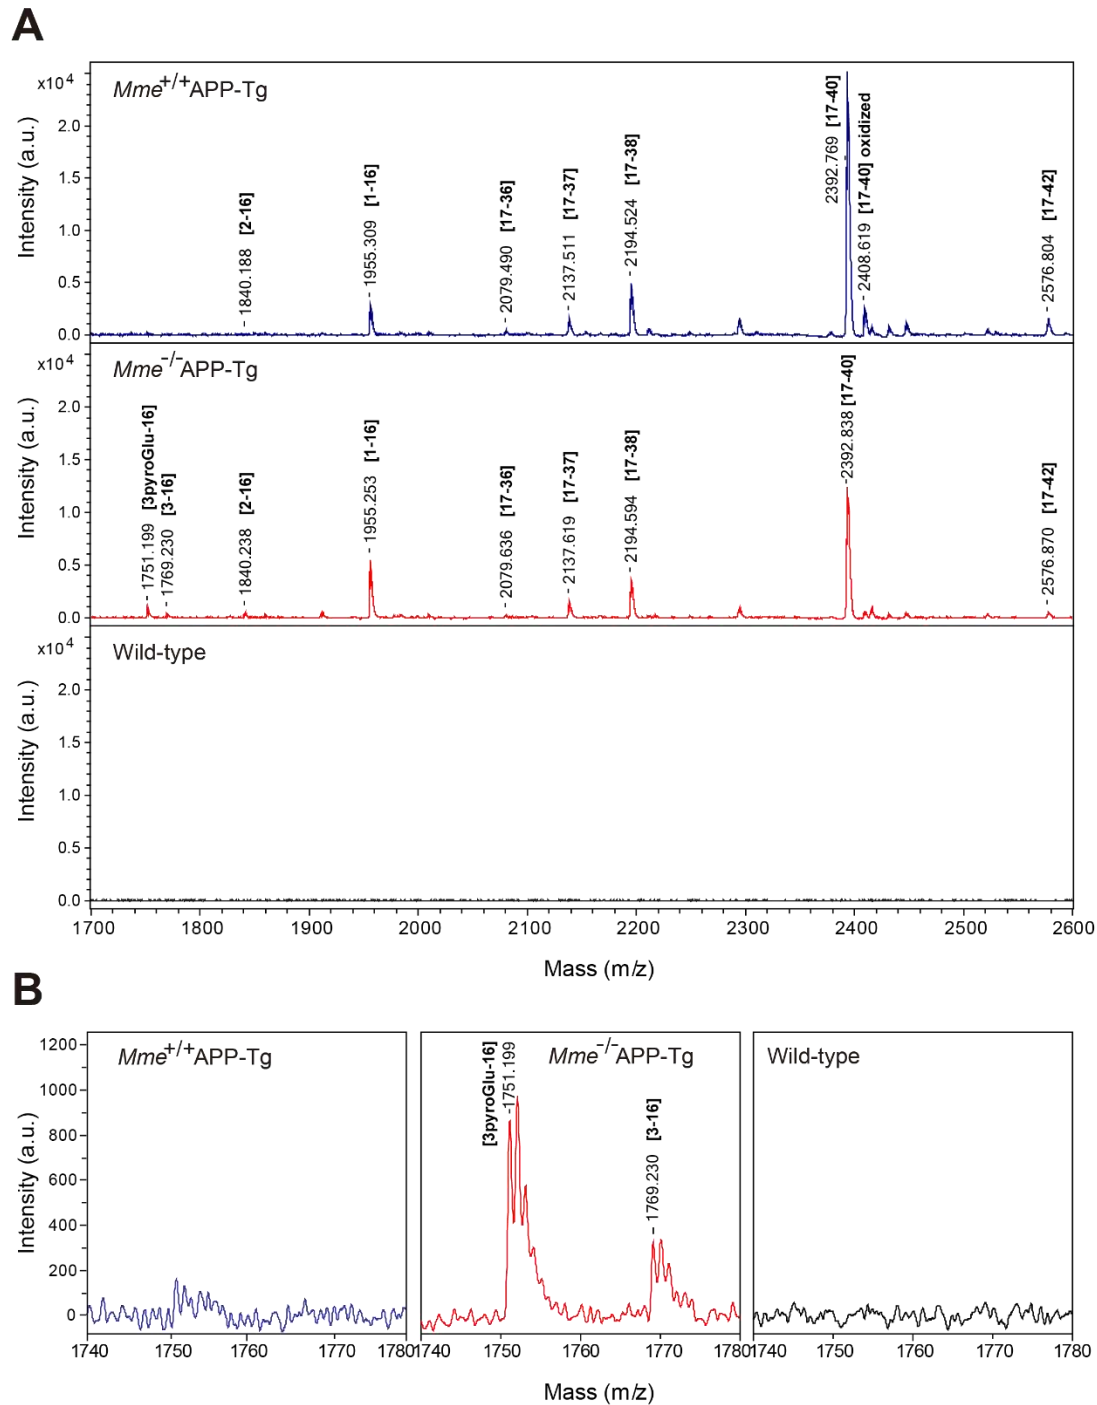 A
Mme+/+APP-Tg
x10⁴
2.0
1.5
1.0
0.5
0.0
Intensity (a.u.)
1840.188 [2-16]
1955.309 [1-16]
2079.490 [17-36]
2137.511 [17-37]
2194.524 [17-38]
2392.769 [17-40]
2408.619 [17-40] oxidized
2576.804 [17-42]
Mme-/-APP-Tg
x10⁴
2.0
1.5
1.0
0.5
0.0
Intensity (a.u.)
1751.199 [3pyroGlu-16]
1769.230 [3-16]
1840.238 [2-16]
1955.253 [1-16]
2079.636 [17-36]
2137.619 [17-37]
2194.594 [17-38]
2392.838 [17-40]
2576.870 [17-42]
Wild-type
x10⁴
2.0
1.5
1.0
0.5
0.0
Intensity (a.u.)
1700 1800 1900 2000 2100 2200 2300 2400 2500 2600
Mass (m/z)
B
Mme+/+APP-Tg
1200
1000
800
600
400
200
0
Intensity (a.u.)
1740 1750 1760 1770 1780
Mme-/-APP-Tg
[3pyroGlu-16]
1751.199
1769.230 [3-16]
1740 1750 1760 1770 1780
Wild-type
1740 1750 1760 1770 1780
Mass (m/z)